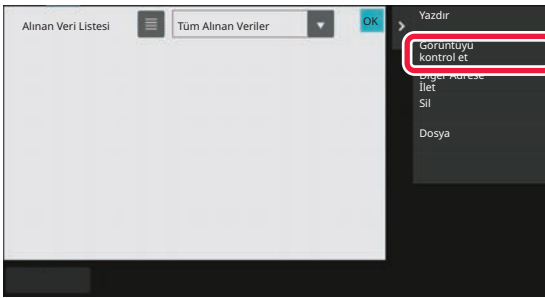 Alınan Veri Listesi
Tüm Alınan Veriler
OK
Yazdır
Görüntüyü
kontrol et
Diğer Adrese
İlet
Sil
Dosya